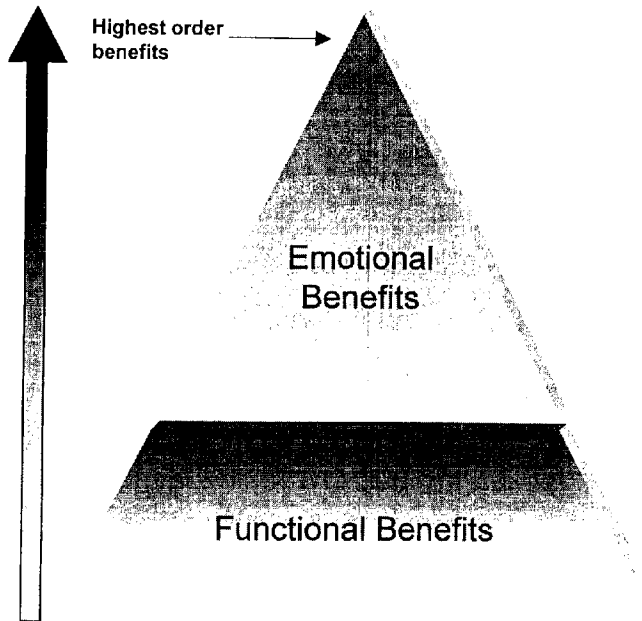 Highest order
benefits
Emotional
Benefits
Functional Benefits